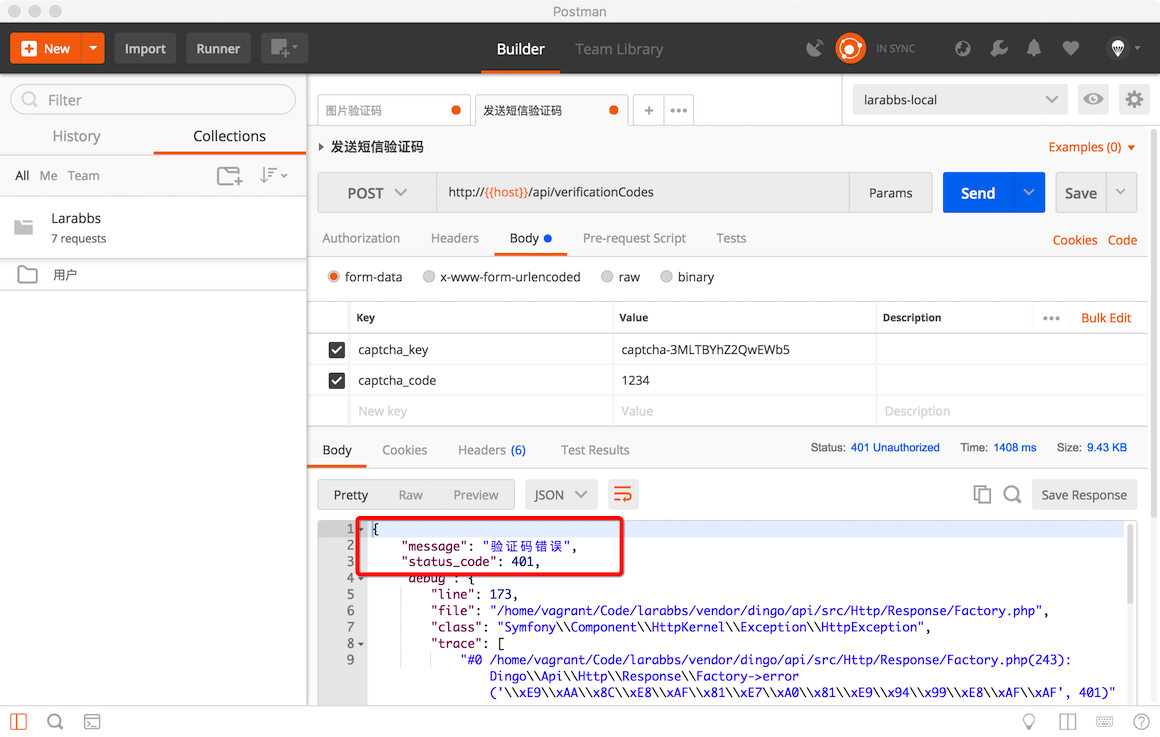 Postman
New
Import
Runner
Builder
Team Library
IN SYNC
Filter
History
Collections
All Me Team
Larabbs
7 requests
用户
图片验证码
发送短信验证码
larabbs-local
发送短信验证码
Examples (0)
POST
http://{{host}}/api/verificationCodes
Params
Send
Save
Authorization
Headers
Body
Pre-request Script
Tests
Cookies Code
form-data
x-www-form-urlencoded
raw
binary
Key Value Description Bulk Edit
captcha_key captcha-3MLTBYhZ2QwEWb5
captcha_code 1234
New key Value Description
Body
Cookies
Headers (6)
Test Results
Status: 401 Unauthorized Time: 1408 ms Size: 9.43 KB
Pretty Raw Preview JSON Save Response
1 {
2 "message": "验证码错误",
3 "status_code": 401,
4 "debug": {
5 "line": 173,
6 "file": "/home/vagrant/Code/larabbs/vendor/dingo/api/src/Http/Response/Factory.php",
7 "class": "Symfony\\Component\\HttpKernel\\Exception\\HttpException",
8 "trace": [
9 "#0 /home/vagrant/Code/larabbs/vendor/dingo/api/src/Http/Response/Factory.php(243):
Dingo\\Api\\Http\\Response\\Factory->error
('\\xE9\\xAA\\x8C\\xE8\\xAF\\x81\\xE7\\xA0\\x81\\xE9\\x94\\x99\\xE8\\xAF\\xAF', 401)"